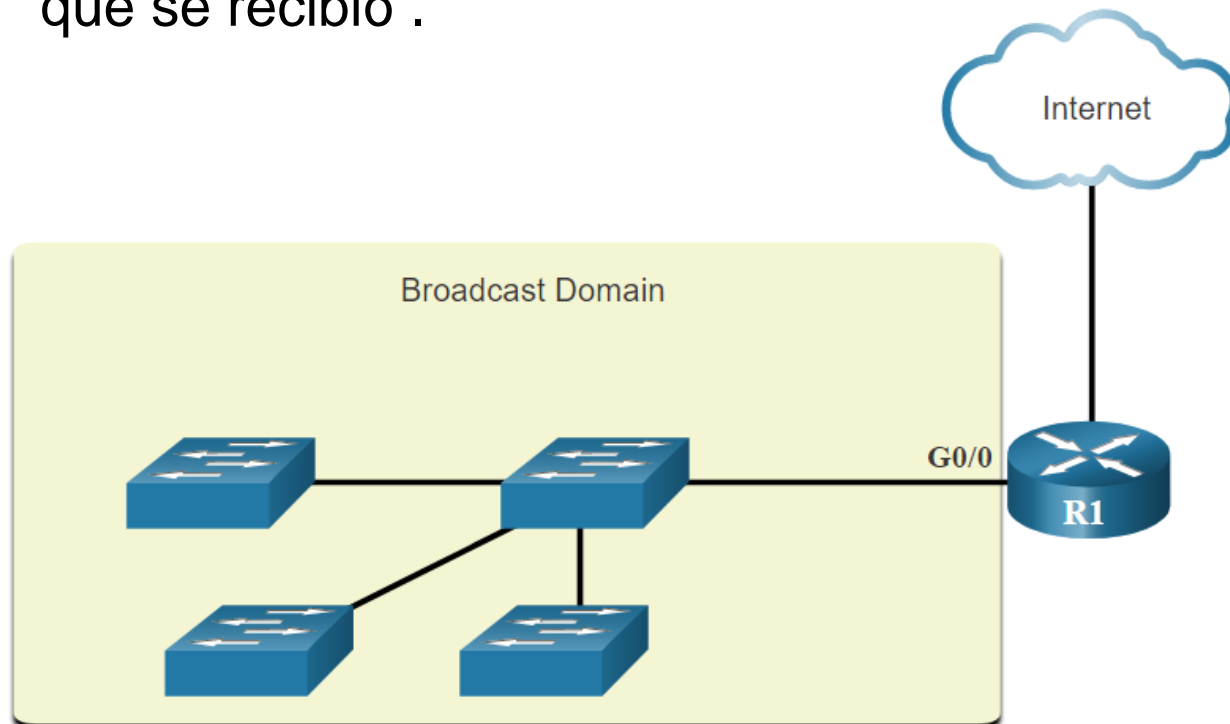 que se recibió .
Internet
Broadcast Domain
G0/0
R1